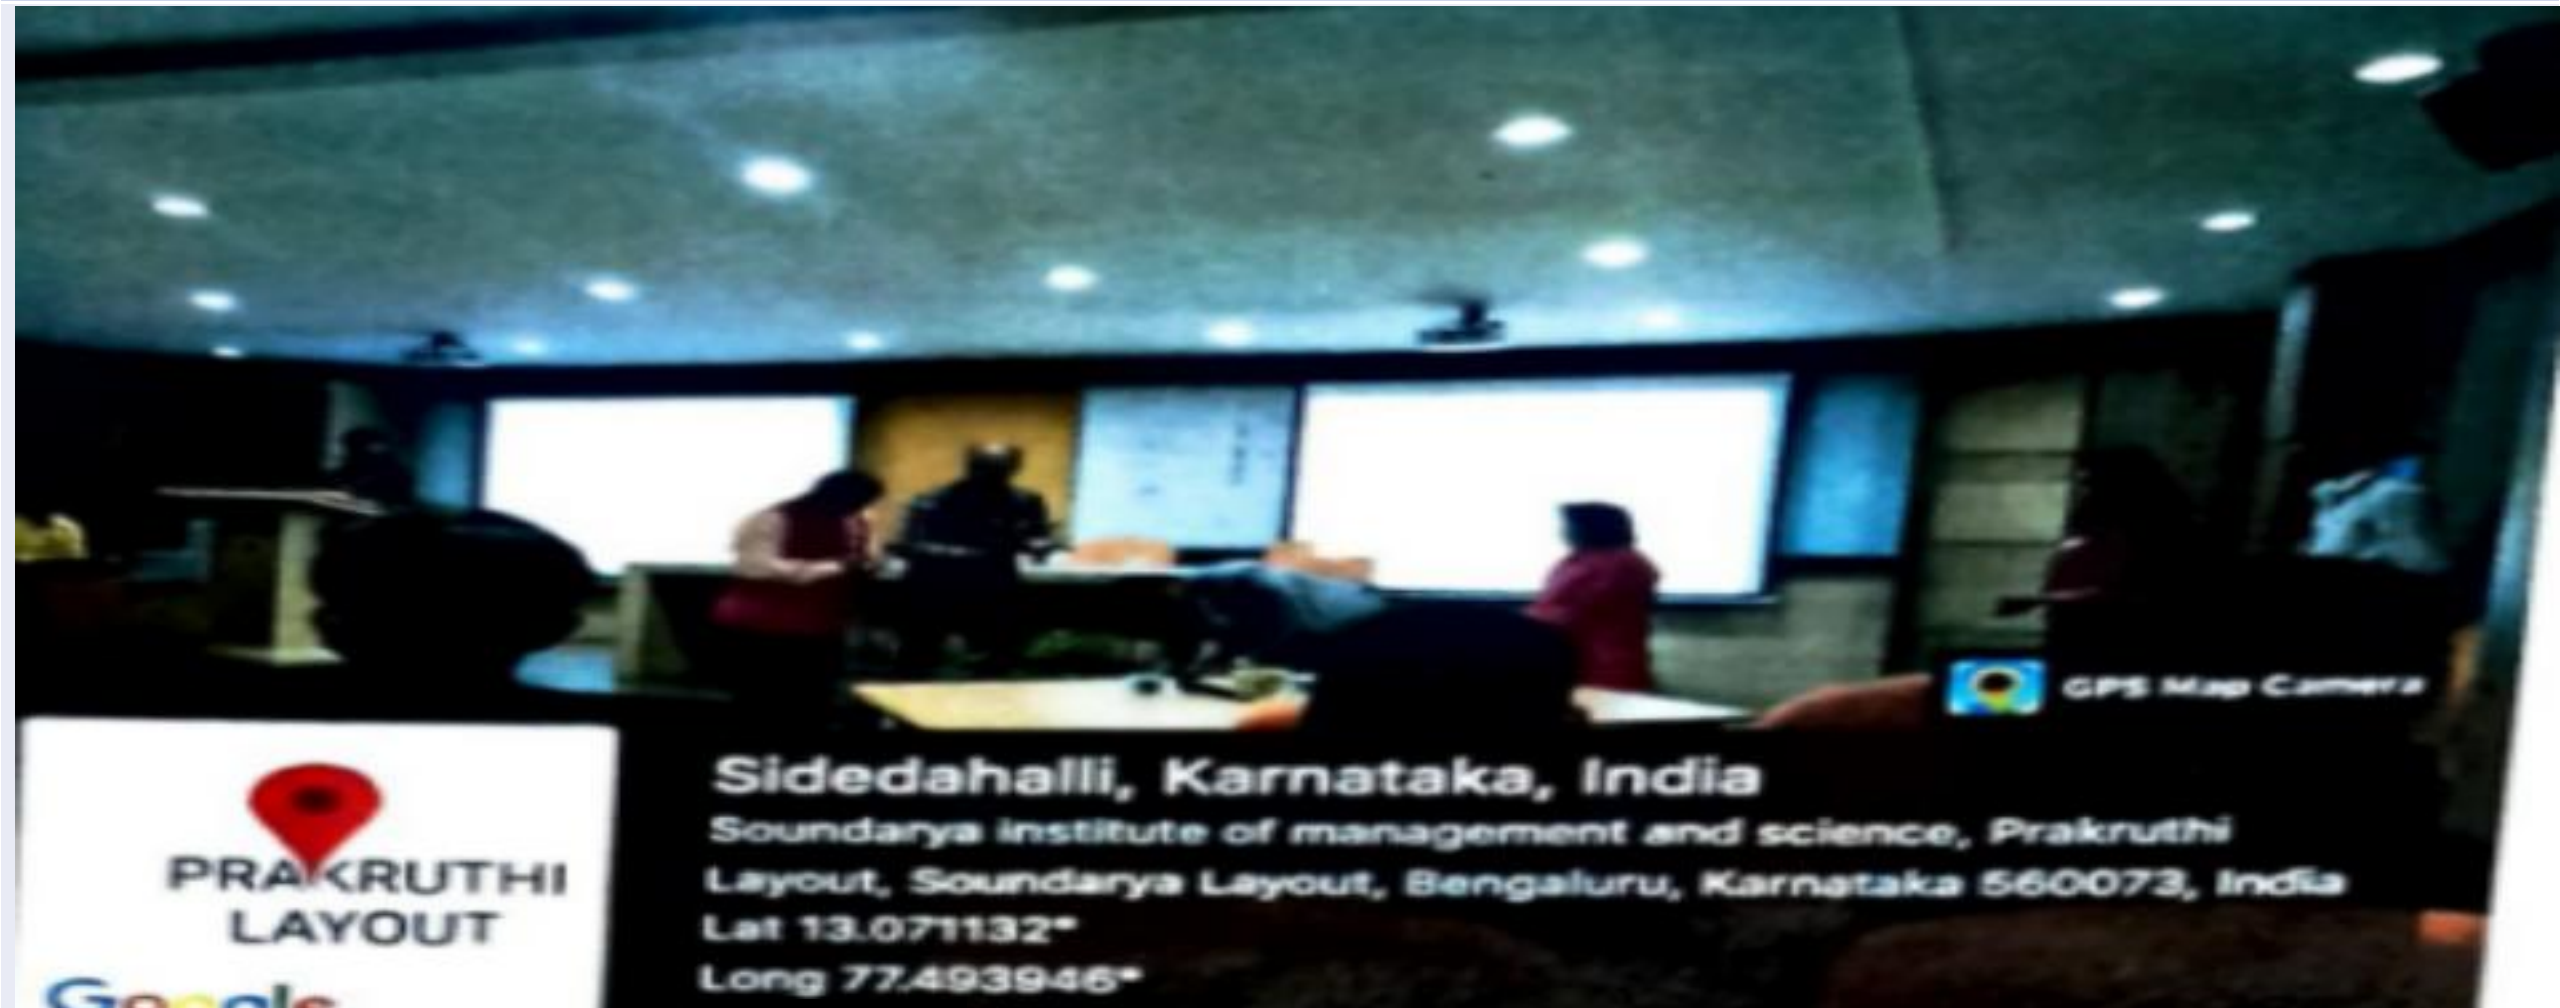 GPS Map Camera
PRAKRUTHI
LAYOUT
Google
Sidedahalli, Karnataka, India
Soundarya institute of management and science, Prakruthi
Layout, Soundarya Layout, Bengaluru, Karnataka 560073, India
Lat 13.071132°
Long 77.493946°